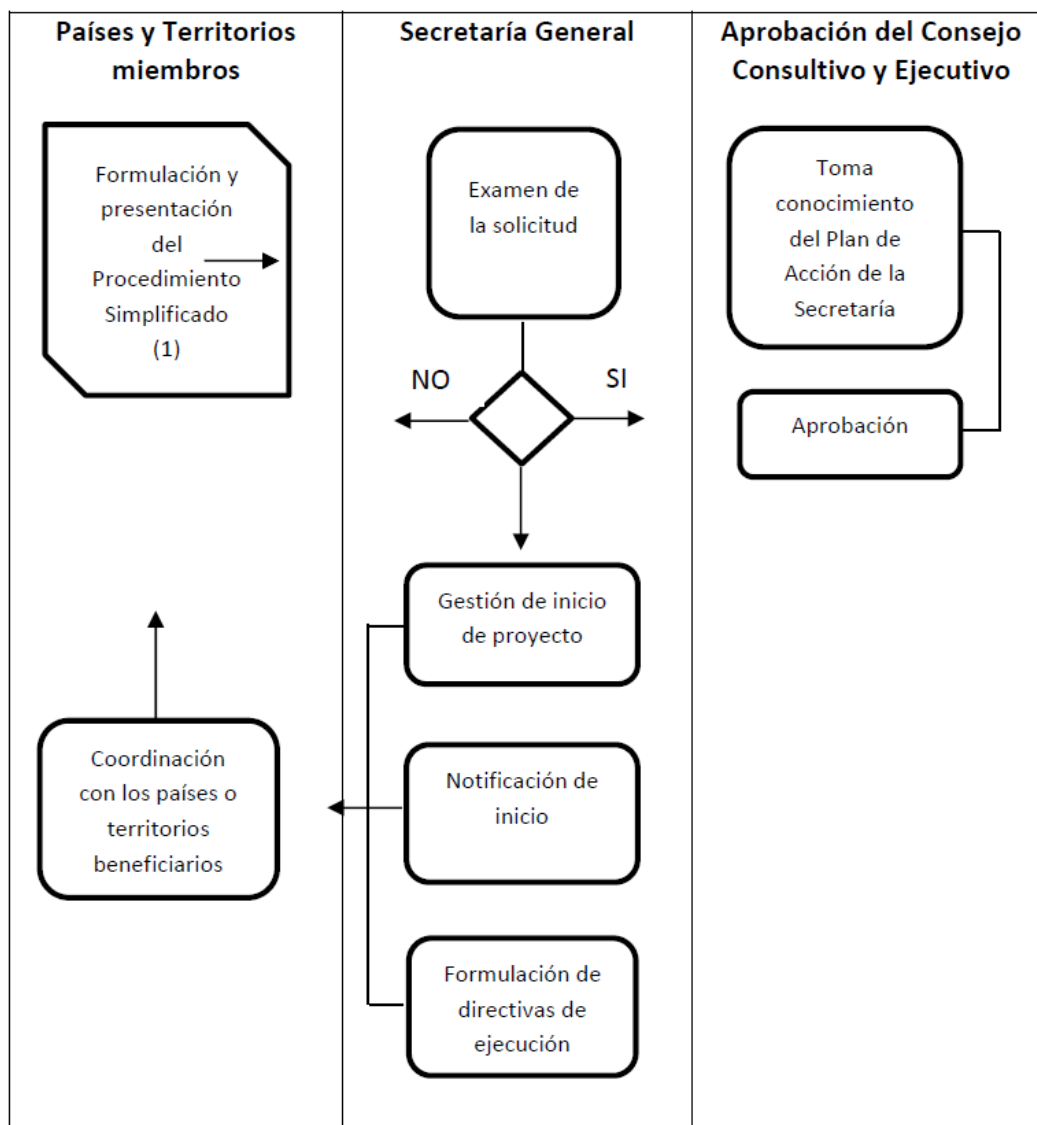 Países y Territorios
miembros
Secretaría General
Aprobación del Consejo
Consultivo y Ejecutivo
Formulación y
presentación
del
Procedimiento
Simplificado
(1)
Examen de
la solicitud
Toma
conocimiento
del Plan de
Acción de la
Secretaría
NO
SI
Aprobación
Gestión de inicio
de proyecto
Coordinación
con los países o
territorios
beneficiarios
Notificación de
inicio
Formulación de
directivas de
ejecución